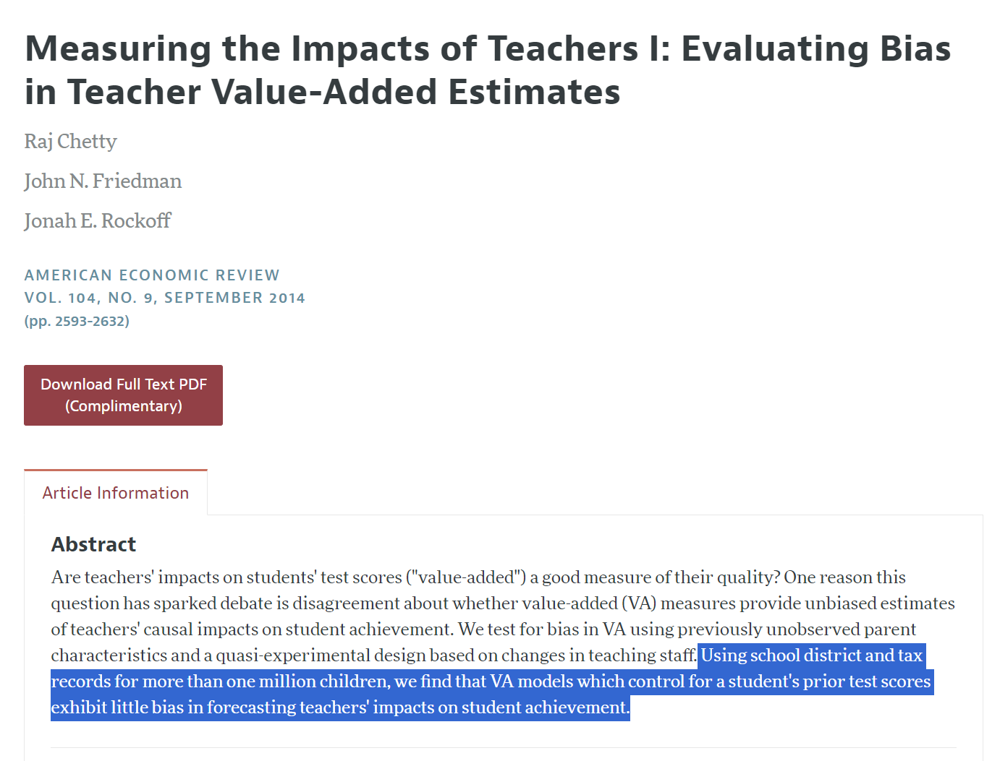 Measuring the Impacts of Teachers I: Evaluating Bias
in Teacher Value-Added Estimates
Raj Chetty
John N. Friedman
Jonah E. Rockoff
AMERICAN ECONOMIC REVIEW
VOL. 104, NO. 9, SEPTEMBER 2014
(pp. 2593-2632)
Download Full Text PDF
(Complimentary)
Article Information
Abstract
Are teachers' impacts on students' test scores ("value-added") a good measure of their quality? One reason this
question has sparked debate is disagreement about whether value-added (VA) measures provide unbiased estimates
of teachers' causal impacts on student achievement. We test for bias in VA using previously unobserved parent
characteristics and a quasi-experimental design based on changes in teaching staff. Using school district and tax
records for more than one million children, we find that VA models which control for a student's prior test scores
exhibit little bias in forecasting teachers' impacts on student achievement.